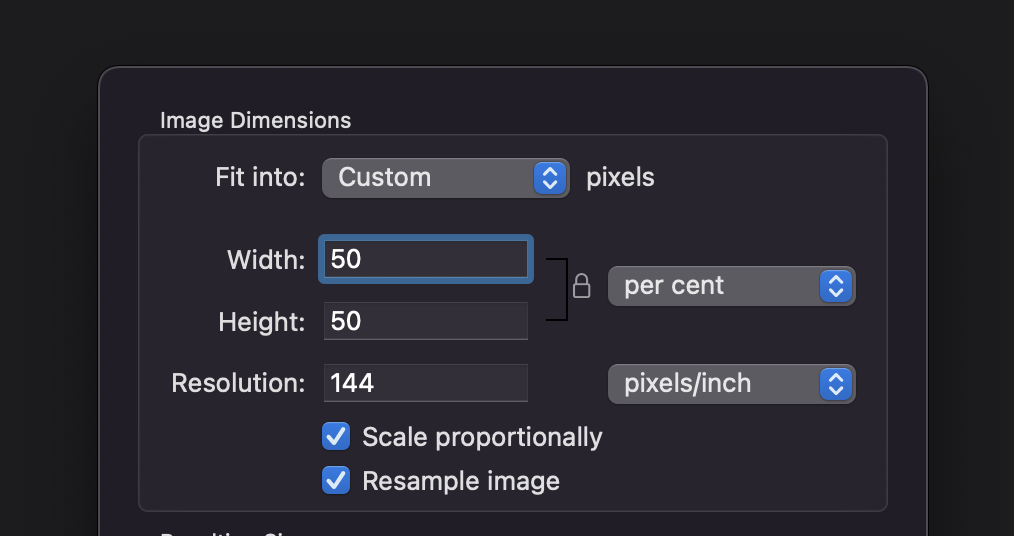 Image Dimensions
Fit into: Custom pixels
Width: 50
per cent
Height: 50
Resolution: 144 pixels/inch
Scale proportionally
Resample image